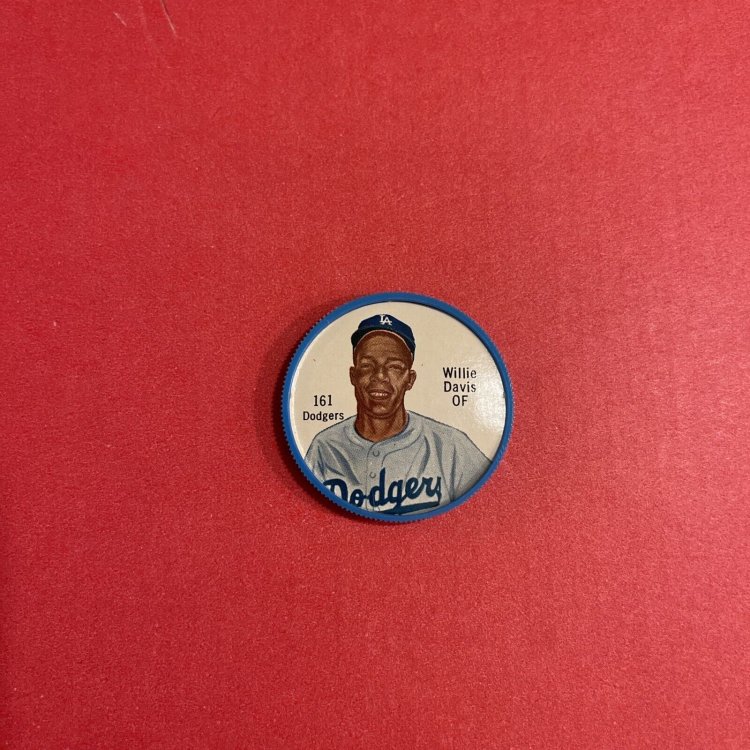 LA
161
Dodgers
Willie
Davis
OF
Dodgers